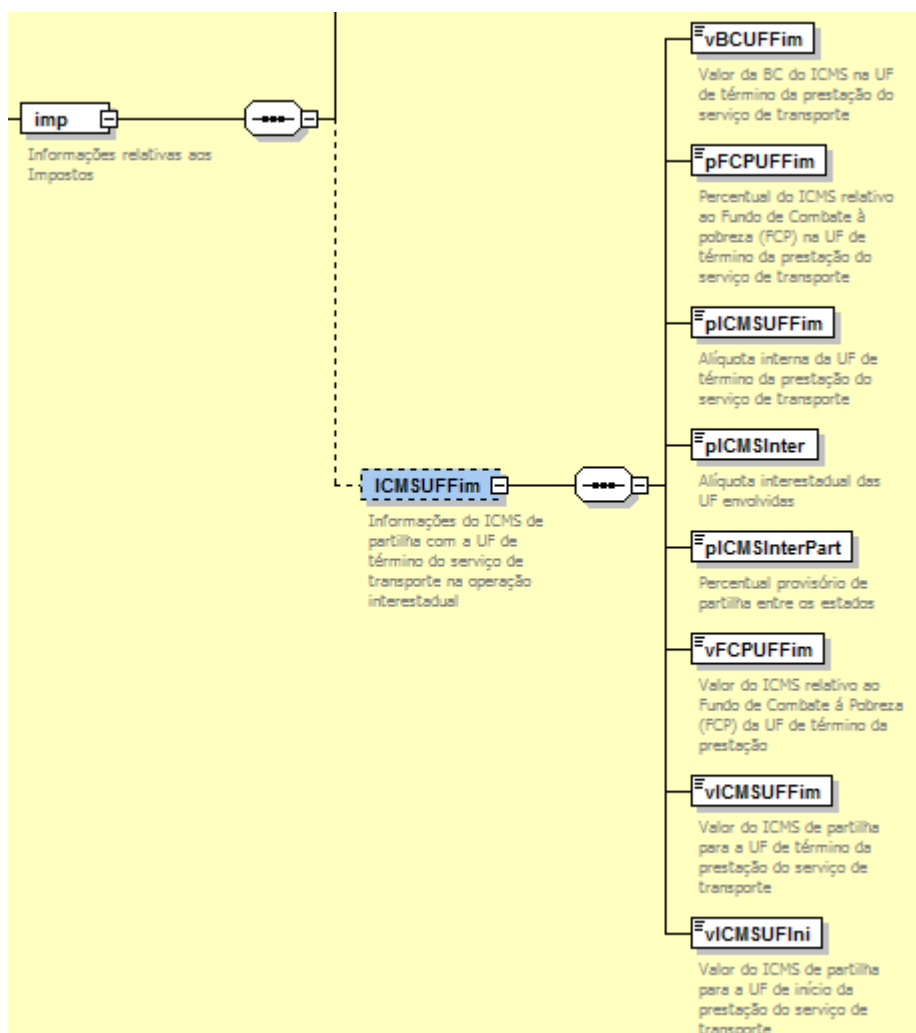 imp
Informações relativas aos
Impostos
ICMSUFFim
Informações do ICMS de
partilha com a UF de
término do serviço de
transporte na operação
interestadual
vBCUFFim
Valor da BC do ICMS na UF
de término da prestação do
serviço de transporte
pFCPUFFim
Percentual do ICMS relativo
ao Fundo de Combate à
pobreza (FCP) na UF de
término da prestação do
serviço de transporte
pICMSUFFim
Alíquota interna da UF de
término da prestação do
serviço de transporte
pICMSInter
Alíquota interestadual das
UF envolvidas
pICMSInterPart
Percentual provisório de
partilha entre os estados
vFCPUFFim
Valor do ICMS relativo ao
Fundo de Combate á Pobreza
(FCP) da UF de término da
prestação
vICMSUFFim
Valor do ICMS de partilha
para a UF de término da
prestação do serviço de
transporte
vICMSUFIni
Valor do ICMS de partilha
para a UF de início da
prestação do serviço de
transporte